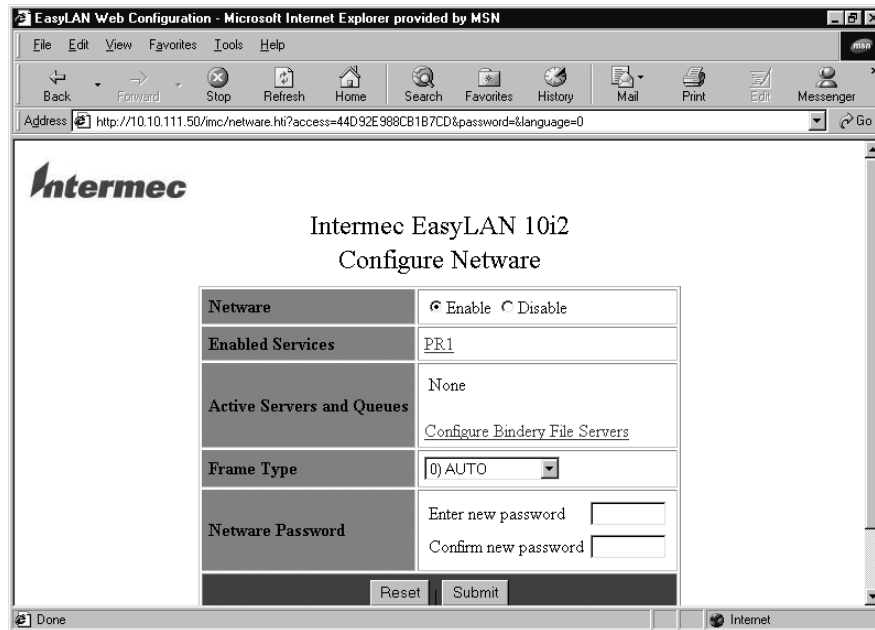 EasyLAN Web Configuration - Microsoft Internet Explorer provided by MSN
File Edit View Favorites Tools Help
msn
Back Forward Stop Refresh Home Search Favorites History Mail Print Edit Messenger
Address http://10.10.111.50/imc/netware.hti?access=44D92E988CB1B7CD&password=&language=0 Go
Intermec
Intermec EasyLAN 10i2
Configure Netware
Netware Enable Disable
Enabled Services PR1
Active Servers and Queues None
Configure Bindery File Servers
Frame Type 0) AUTO
Netware Password Enter new password
Confirm new password
Reset Submit
Done Internet